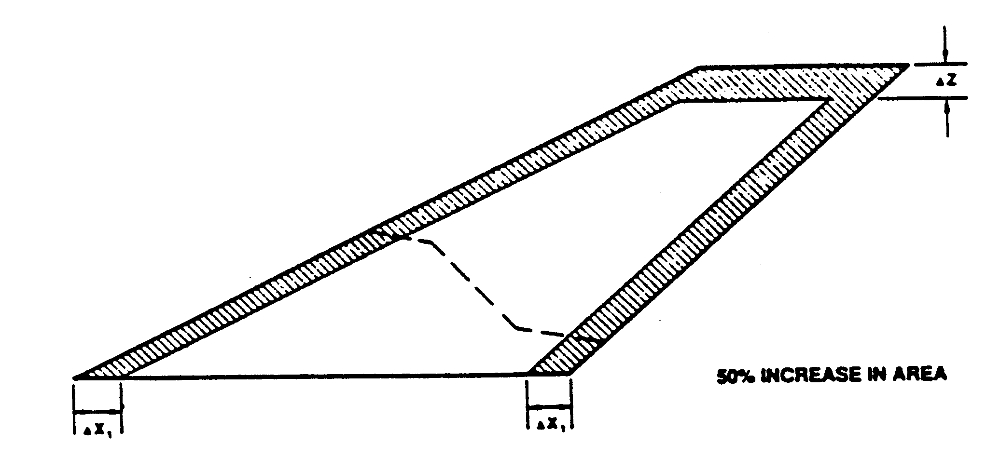 ΔZ
50% INCREASE IN AREA
ΔX₁
ΔX₁